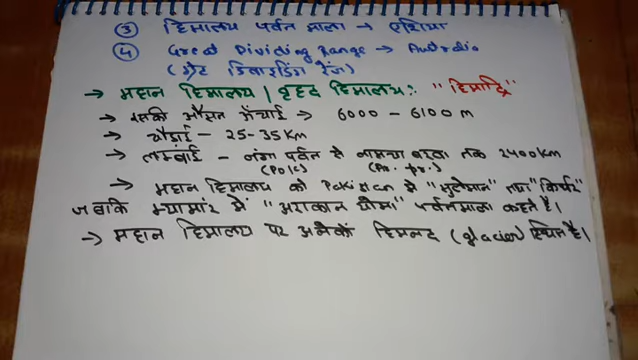 ③ हिमालय पर्वत माला → एशिया
④ Great Dividing Range → Australia
(ग्रेट डिवाइडिंग रेंज)
→ महान हिमालय / वृहद हिमालय :- "हिमाद्रि"
→ इसकी औसत ऊँचाई → 6000 - 6100 m
→ चौड़ाई - 25-35 Km
→ लम्बाई - नंगा पर्वत से नामचा बरवा तक 2400 Km
(PoK) (Aru. pr.)
→ महान हिमालय को Pakistan में "सुलेमान" तथा "किर्थर"
जबकि म्यामांर में "अराकान योमा" पर्वतमाला कहते है।
→ महान हिमालय पर अनेकों हिमनद (glacier) स्थित है।